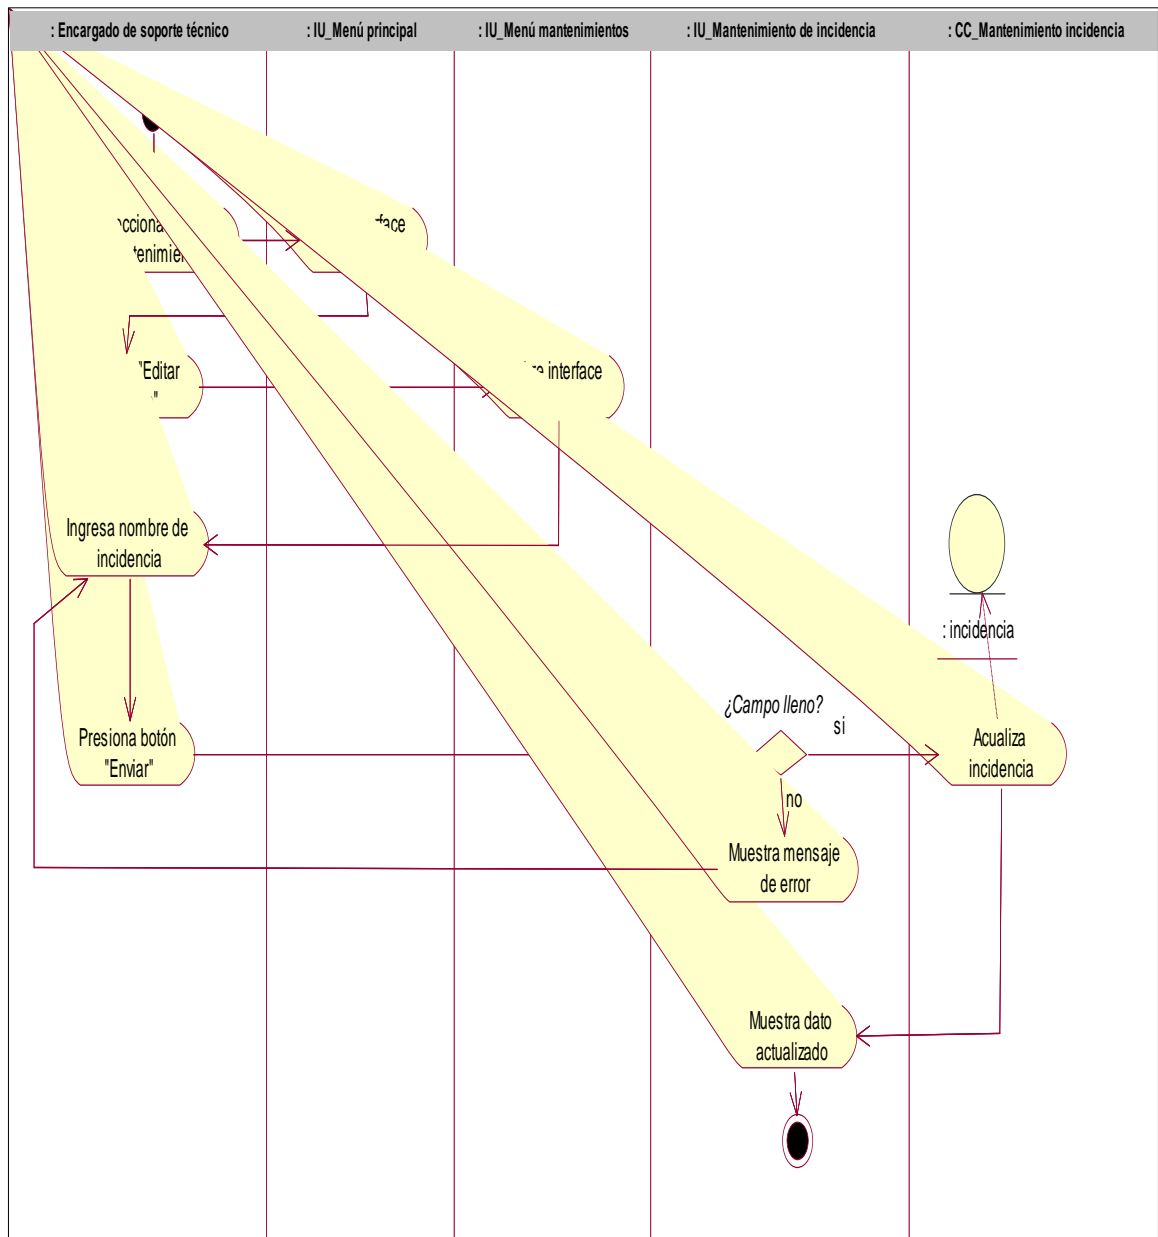 : Encargado de soporte técnico
: IU_Menú principal
: IU_Menú mantenimientos
: IU_Mantenimiento de incidencia
: CC_Mantenimiento incidencia
"Editar
interface
Ingresa nombre de
incidencia
: incidencia
¿Campo lleno?
si
Presiona botón
"Enviar"
Acualiza
incidencia
no
Muestra mensaje
de error
Muestra dato
actualizado